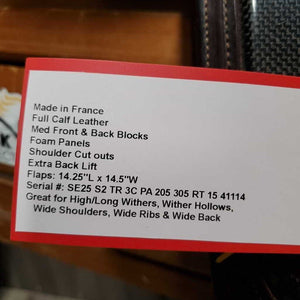 Made in France
Full Calf Leather
Med Front & Back Blocks
Foam Panels
Shoulder Cut outs
Extra Back Lift
Flaps: 14.25"L x 14.5"W
Serial #: SE25 S2 TR 3C PA 205 305 RT 15 41114
Great for High/Long Withers, Wither Hollows,
Wide Shoulders, Wide Ribs & Wide Back